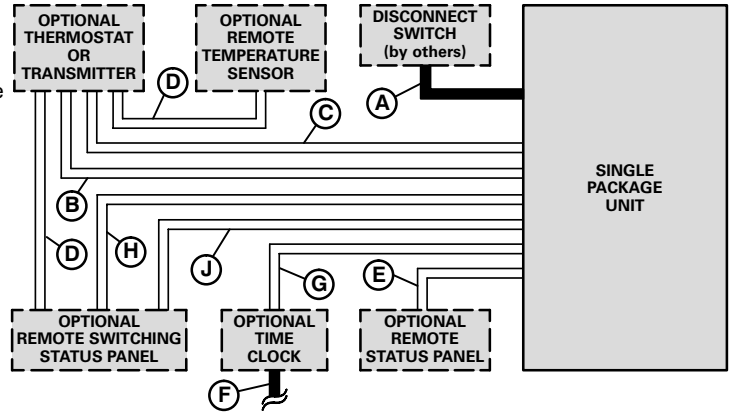 OPTIONAL
THERMOSTAT
OR
TRANSMITTER
OPTIONAL
REMOTE
TEMPERATURE
SENSOR
DISCONNECT
SWITCH
(by others)
e
D
A
C
SINGLE
PACKAGE
UNIT
B
D
H
J
G
E
OPTIONAL
REMOTE SWITCHING
STATUS PANEL
OPTIONAL
TIME
CLOCK
OPTIONAL
REMOTE
STATUS PANEL
F